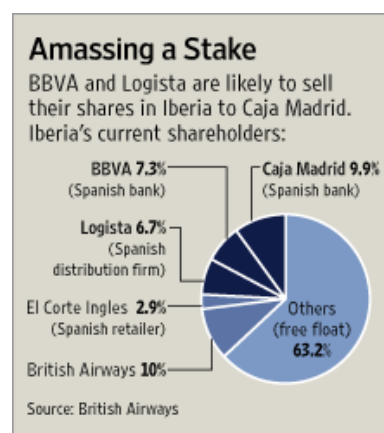 Amassing a Stake
BBVA and Logista are likely to sell
their shares in Iberia to Caja Madrid.
Iberia's current shareholders:
BBVA 7.3%
(Spanish bank)
Caja Madrid 9.9%
(Spanish bank)
Logista 6.7%
(Spanish
distribution firm)
El Corte Ingles 2.9%
(Spanish retailer)
Others
(free float)
63.2%
British Airways 10%
Source: British Airways